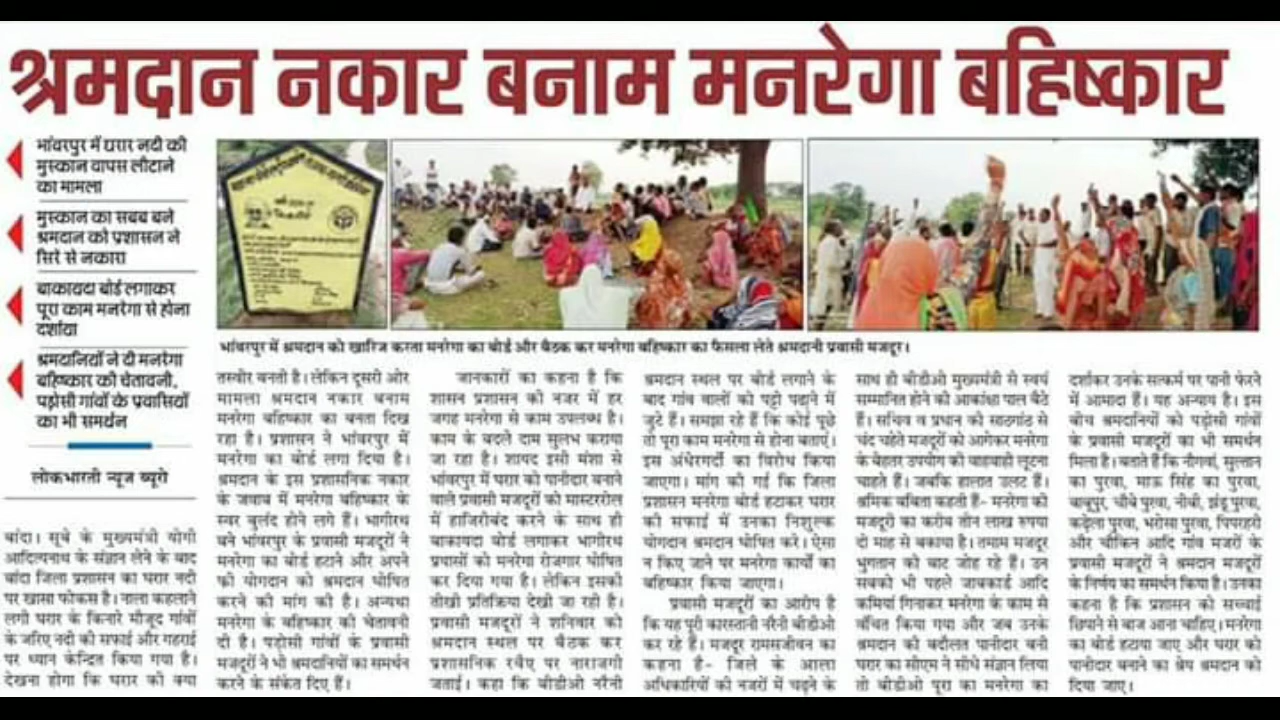 श्रमदान नकार बनाम मनरेगा बहिष्कार
भांवरपुर में घरार नदी की
मुस्कान वापस लौटाने
का मामला
मुस्कान का सबब बने
श्रमदान को प्रशासन ने
सिरे से नकारा
बाकायदा बोर्ड लगाकर
पूरा काम मनरेगा से होना
दर्शाया
श्रमदानियों ने दी मनरेगा
बहिष्कार की चेतावनी,
पड़ोसी गांवों के प्रवासियों
का भी समर्थन
लोकभारती न्यूज ब्यूरो
भांवरपुर में श्रमदान को खारिज करता मनरेगा का बोर्ड और बैठक कर मनरेगा बहिष्कार का फैसला लेते श्रमदानी प्रवासी मजदूर।
बांदा। सूबे के मुख्यमंत्री योगी
आदित्यनाथ के संज्ञान लेने के बाद
बांदा जिला प्रशासन का घरार नदी
पर खासा फोकस है। नाला कहलाने
लगी घरार के किनारे मौजूद गांवों
के जरिए नदी की सफाई और गहराई
पर ध्यान केन्द्रित किया गया है।
देखना होगा कि घरार की क्या
तस्वीर बनती है। लेकिन दूसरी ओर
मामला श्रमदान नकार बनाम
मनरेगा बहिष्कार का बनता दिख
रहा है। प्रशासन ने भांवरपुर में
मनरेगा का बोर्ड लगा दिया है।
श्रमदान के इस प्रशासनिक नकार
के जवाब में मनरेगा बहिष्कार के
स्वर बुलंद होने लगे हैं। भागीरथ
बने भांवरपुर के प्रवासी मजदूरों ने
मनरेगा का बोर्ड हटाने और अपने
फ्री योगदान को श्रमदान घोषित
करने की मांग की है। अन्यथा
मनरेगा के बहिष्कार की चेतावनी
दी है। पड़ोसी गांवों के प्रवासी
मजदूरों ने भी श्रमदानियों का समर्थन
करने के संकेत दिए हैं।
जानकारों का कहना है कि
शासन प्रशासन की नजर में हर
जगह मनरेगा से काम उपलब्ध है।
काम के बदले दाम सुलभ कराया
जा रहा है। शायद इसी मंशा से
भांवरपुर में घरार को पानीदार बनाने
वाले प्रवासी मजदूरों को मास्टररोल
में हाजिरीबंद करने के साथ ही
बाकायदा बोर्ड लगाकर भागीरथ
प्रयासों को मनरेगा रोजगार घोषित
कर दिया गया है। लेकिन इसकी
तीखी प्रतिक्रिया देखी जा रही है।
प्रवासी मजदूरों ने शनिवार को
श्रमदान स्थल पर बैठक कर
प्रशासनिक रवैए पर नाराजगी
जताई। कहा कि बीडीओ नरैनी
श्रमदान स्थल पर बोर्ड लगाने के
बाद गांव वालों को पट्टी पढ़ाने में
जुटे हैं। समझा रहे हैं कि कोई पूछे
तो पूरा काम मनरेगा से होना बताएं।
इस अंधेरगर्दी का विरोध किया
जाएगा। मांग की गई कि जिला
प्रशासन मनरेगा बोर्ड हटाकर घरार
की सफाई में उनका निशुल्क
योगदान श्रमदान घोषित करे। ऐसा
न किए जाने पर मनरेगा कार्यों का
बहिष्कार किया जाएगा।
प्रवासी मजदूरों का आरोप है
कि यह पूरी कारस्तानी नरैनी बीडीओ
कर रहे हैं। मजदूर रामसजीवन का
कहना है- जिले के आला
अधिकारियों की नजरों में चढ़ने के
साथ ही बीडीओ मुख्यमंत्री से स्वयं
सम्मानित होने की आकांक्षा पाल बैठे
हैं। सचिव व प्रधान की साठगांठ से
चंद चहेते मजदूरों को आगेकर मनरेगा
के बेहतर उपयोग की वाहवाही लूटना
चाहते हैं। जबकि हालात उलट हैं।
श्रमिक बबिता कहती हैं- मनरेगा की
मजदूरी का करीब तीन लाख रुपया
दो माह से बकाया है। तमाम मजदूर
भुगतान की बाट जोह रहे हैं। उन
सबको भी पहले जाबकार्ड आदि
कमियां गिनाकर मनरेगा के काम से
वंचित किया गया और जब उनके
श्रमदान की बदौलत पानीदार बनी
घरार का सीएम ने सीधे संज्ञान लिया
तो बीडीओ पूरा का मनरेगा का
दर्शाकर उनके सत्कर्म पर पानी फेरने
में आमादा हैं। यह अन्याय है। इस
बीच श्रमदानियों को पड़ोसी गांवों
के प्रवासी मजदूरों का भी समर्थन
मिला है। बताते हैं कि नौगवां, सुल्तान
का पुरवा, माऊ सिंह का पुरवा,
बाबूपुर, चौबे पुरवा, नीबी, झंडू पुरवा,
कड़ेला पुरवा, भरोसा पुरवा, पिपरहरी
और चौकिन आदि गांव मजरों के
प्रवासी मजदूरों ने श्रमदान मजदूरों
के निर्णय का समर्थन किया है। उनका
कहना है कि प्रशासन को सच्चाई
छिपाने से बाज आना चाहिए। मनरेगा
का बोर्ड हटाया जाए और घरार को
पानीदार बनाने का श्रेय श्रमदान को
दिया जाए।